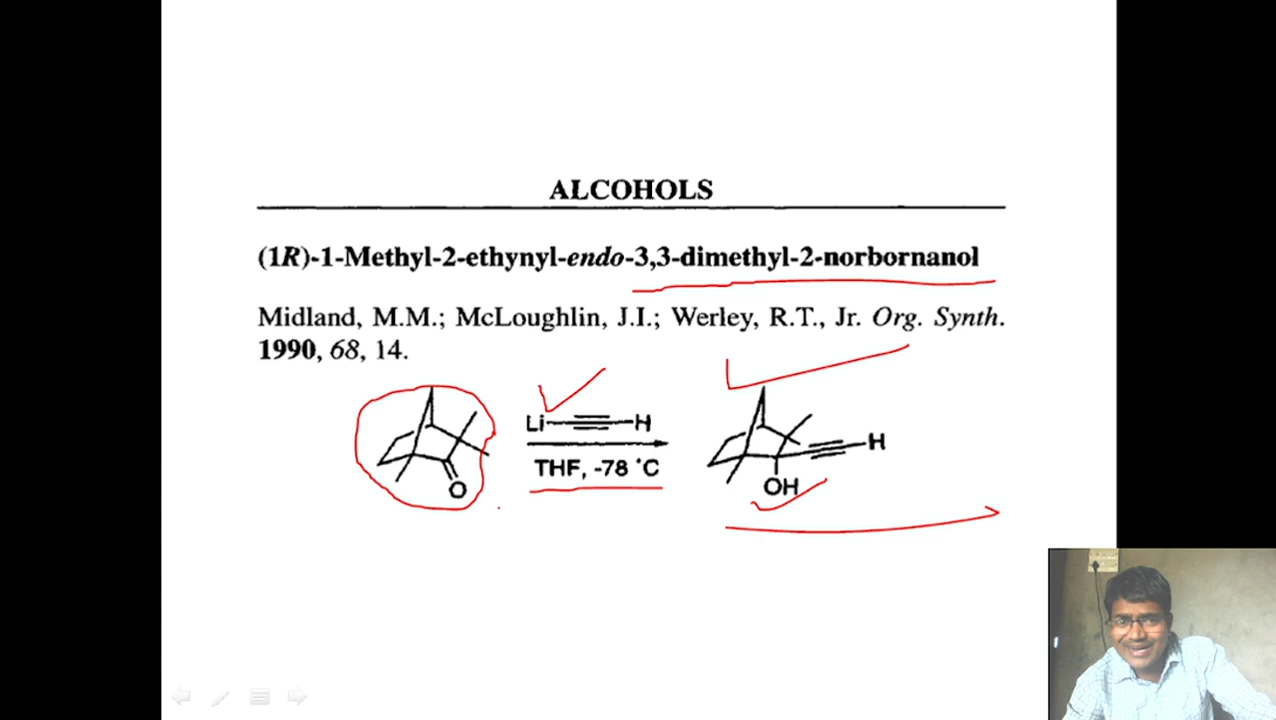 ALCOHOLS
(1R)-1-Methyl-2-ethynyl-endo-3,3-dimethyl-2-norbornanol
Midland, M.M.; McLoughlin, J.I.; Werley, R.T., Jr. Org. Synth.
1990, 68, 14.
Li H
THF, -78 °C
O
H
OH